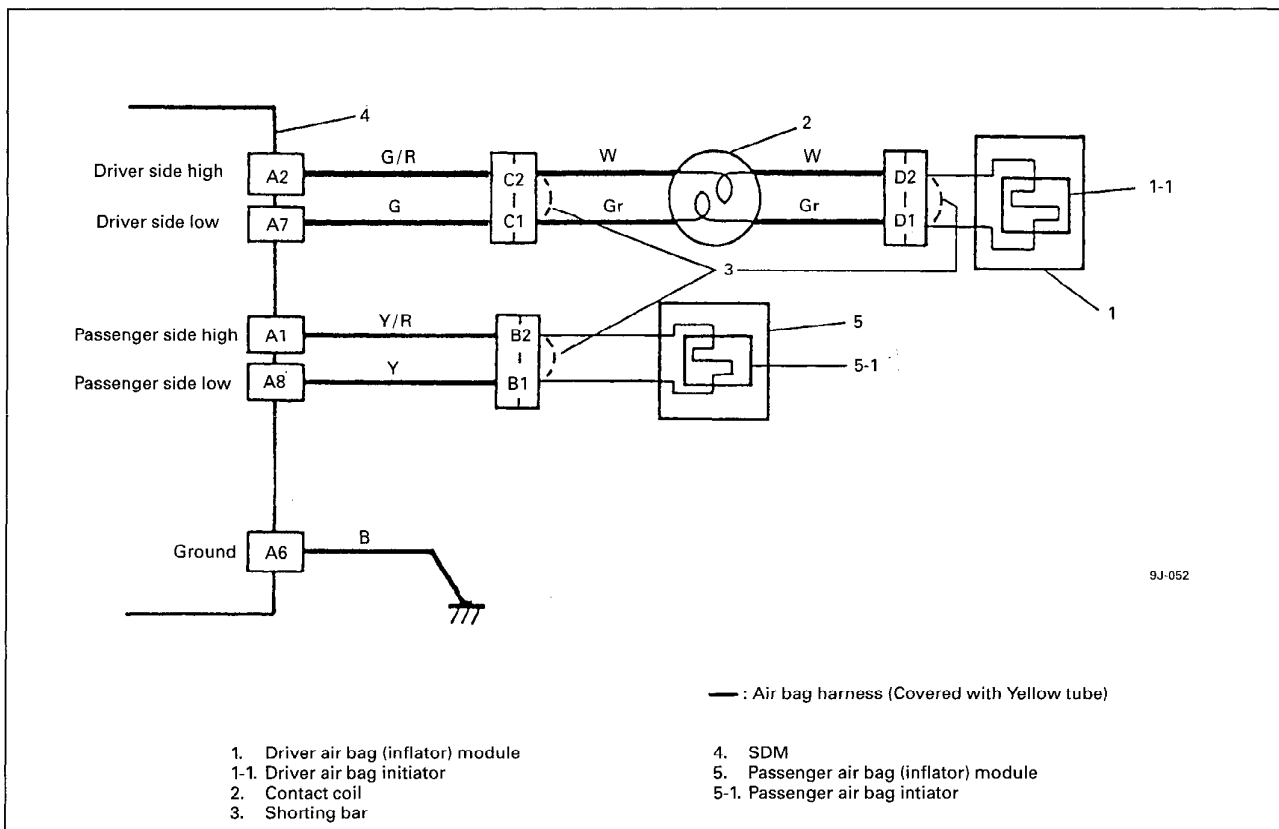 4
2
Driver side high
A2
G/R
C2
W
W
D2
1-1
Driver side low
A7
G
C1
Gr
Gr
D1
3
1
Passenger side high
A1
Y/R
B2
5
Passenger side low
A8
Y
B1
5-1
Ground
A6
B
9J-052
: Air bag harness (Covered with Yellow tube)
1. Driver air bag (inflator) module
1-1. Driver air bag initiator
2. Contact coil
3. Shorting bar
4. SDM
5. Passenger air bag (inflator) module
5-1. Passenger air bag intiator